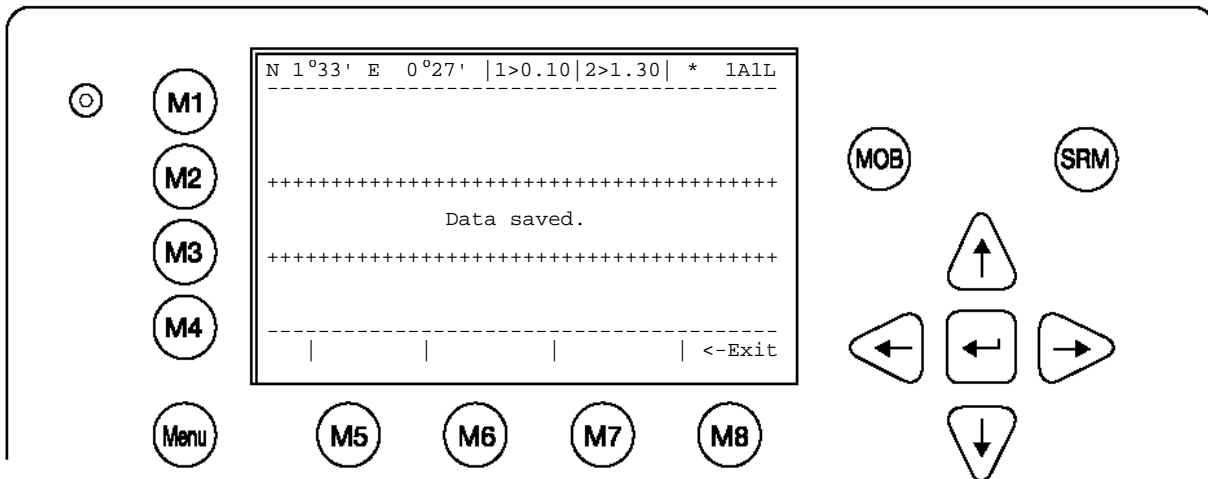 N 1°33' E 0°27' |1>0.10|2>1.30| * 1A1L
----------------------------------------
++++++++++++++++++++++++++++++++++++++++
Data saved.
++++++++++++++++++++++++++++++++++++++++
----------------------------------------
| | | | <-Exit
M1
M2
M3
M4
Menu
M5 M6 M7 M8
MOB SRM